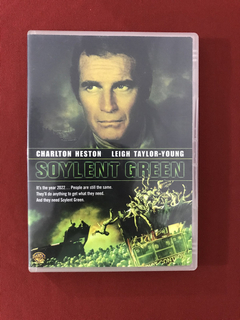 CHARLTON HESTON LEIGH TAYLOR-YOUNG
SOYLENT GREEN
It's the year 2022... People are still the same.
They'll do anything to get what they need.
And they need Soylent Green.